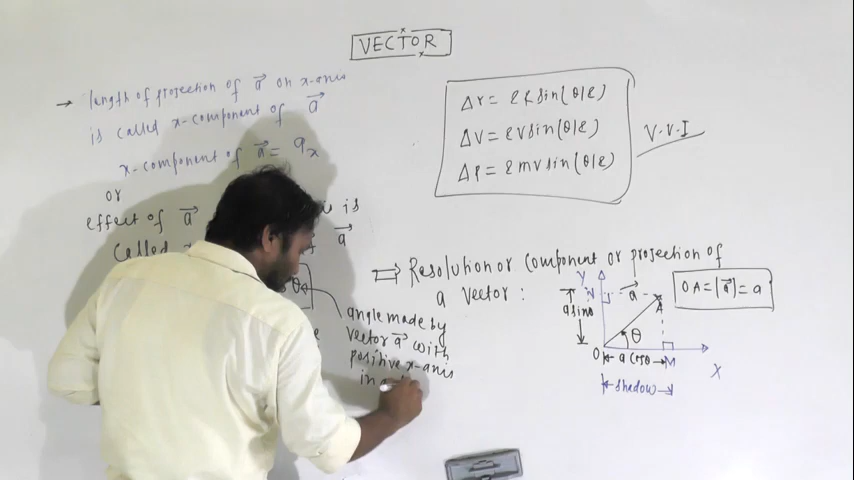 VECTOR
→ length of projection of a⃗ on x-axis
is called x-component of a⃗
x-component of a⃗ = aₓ
or
effect of a⃗ is
called a⃗
θ
angle made by
vector a⃗ with
positive x-axis
in
Δr = 2r sin(θ/2)
ΔV = 2V sin(θ/2)
Δp = 2mv sin(θ/2)
V.V.I
⇒ Resolution or component or projection of
a vector :
Y
N
a⃗
A
OA = |a⃗| = a
a sinθ
θ
O
a cosθ
M
X
shadow